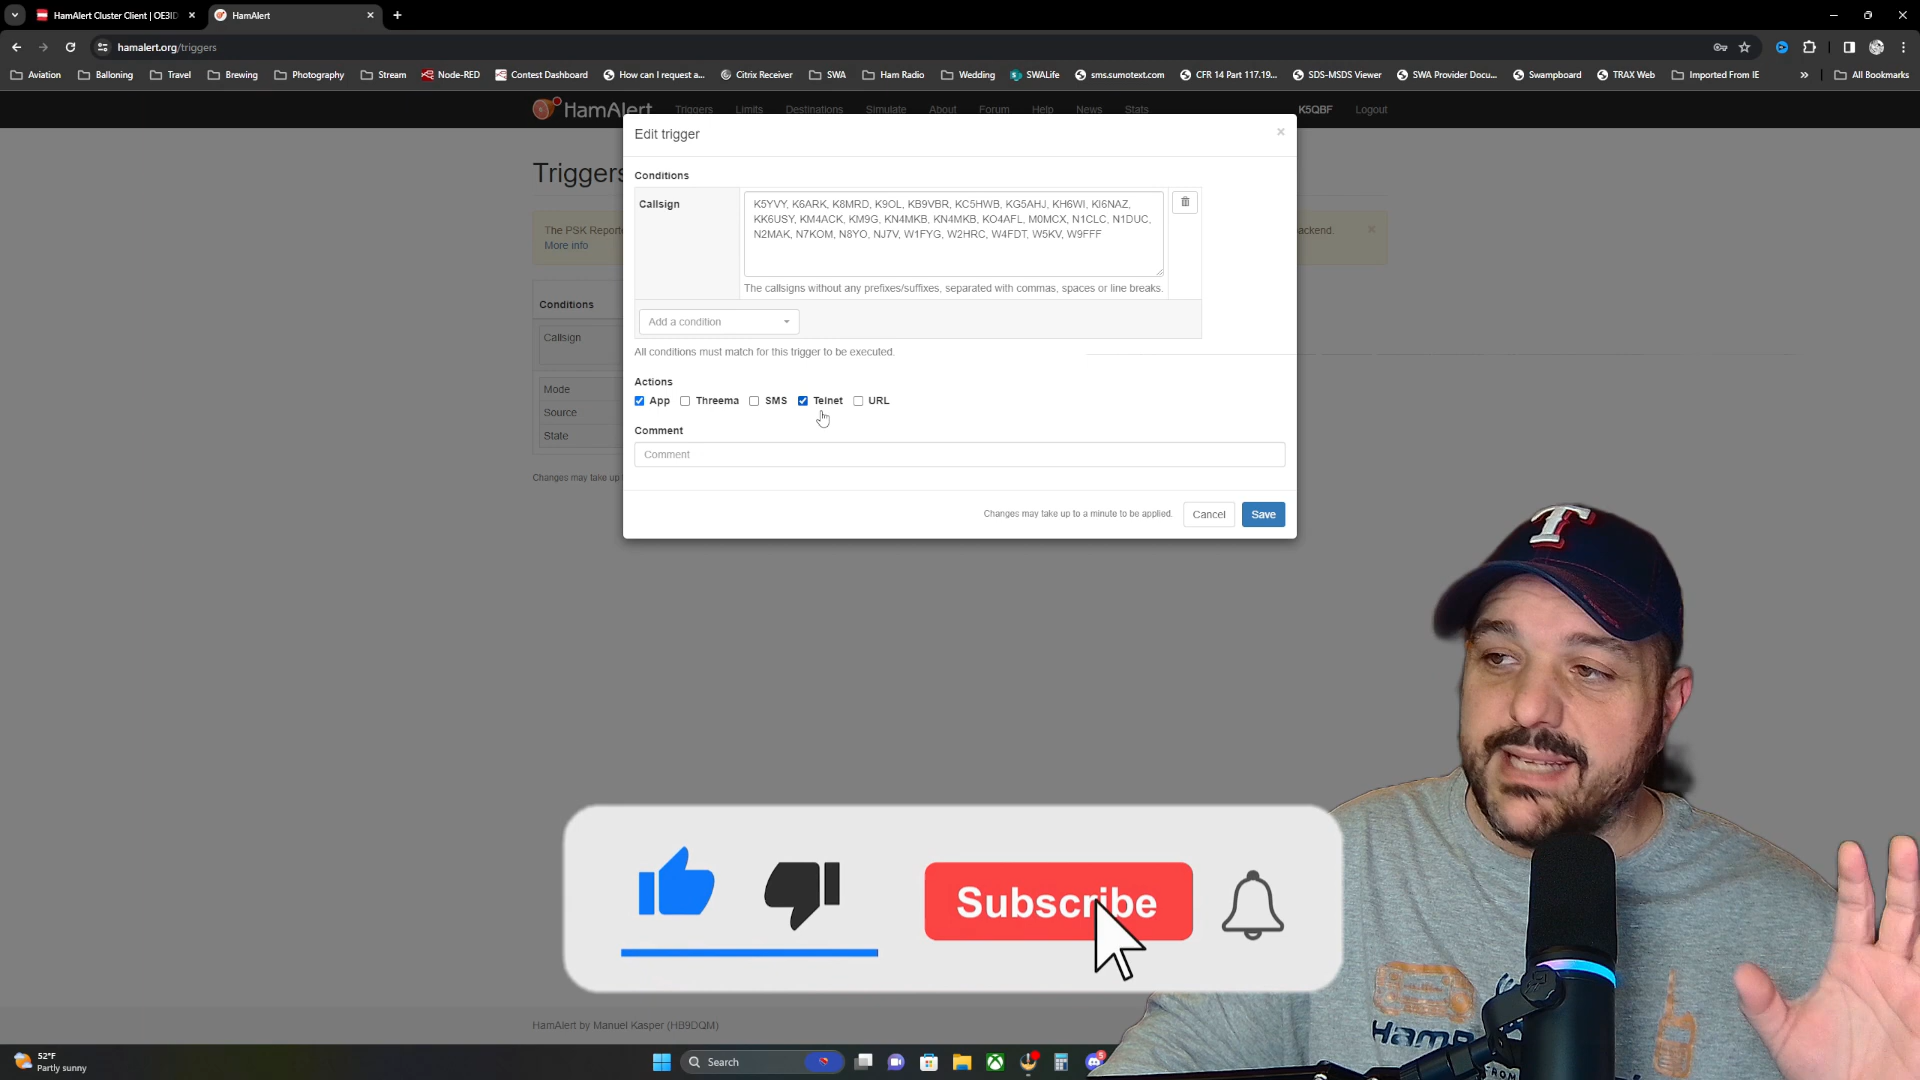 HamAlert Cluster Client | OE3ID
HamAlert
hamalert.org/triggers
Aviation
Ballooning
Travel
Brewing
Photography
Stream
Node-RED
Contest Dashboard
How can I request a...
Citrix Receiver
SWA
Ham Radio
Wedding
SWALife
sms.sumotext.com
CFR 14 Part 117.19...
SDS-MSDS Viewer
SWA Provider Docu...
Swampboard
TRAX Web
Imported From IE
»
All Bookmarks
HamAlert
Triggers
Limits
Destinations
Simulate
About
Forum
Help
News
Stats
K5QBF
Logout
Triggers
The PSK Report
ackend.
More info
Conditions
Callsign
Mode
Source
State
Changes may take up
Edit trigger
Conditions
Callsign
K5YVY, K6ARK, K8MRD, K9OL, KB9VBR, KC5HWB, KG5AHJ, KH6WI, KI6NAZ,
KK6USY, KM4ACK, KM9G, KN4MKB, KN4MKB, KO4AFL, M0MCX, N1CLC, N1DUC,
N2MAK, N7KOM, N8YO, NJ7V, W1FYG, W2HRC, W4FDT, W5KV, W9FFF
The callsigns without any prefixes/suffixes, separated with commas, spaces or line breaks.
Add a condition
All conditions must match for this trigger to be executed.
Actions
App
Threema
SMS
Telnet
URL
Comment
Comment
Changes may take up to a minute to be applied.
Cancel
Save
T
Subscribe
HamAlert by Manuel Kasper (HB9DQM)
52°F
Partly sunny
Search
5